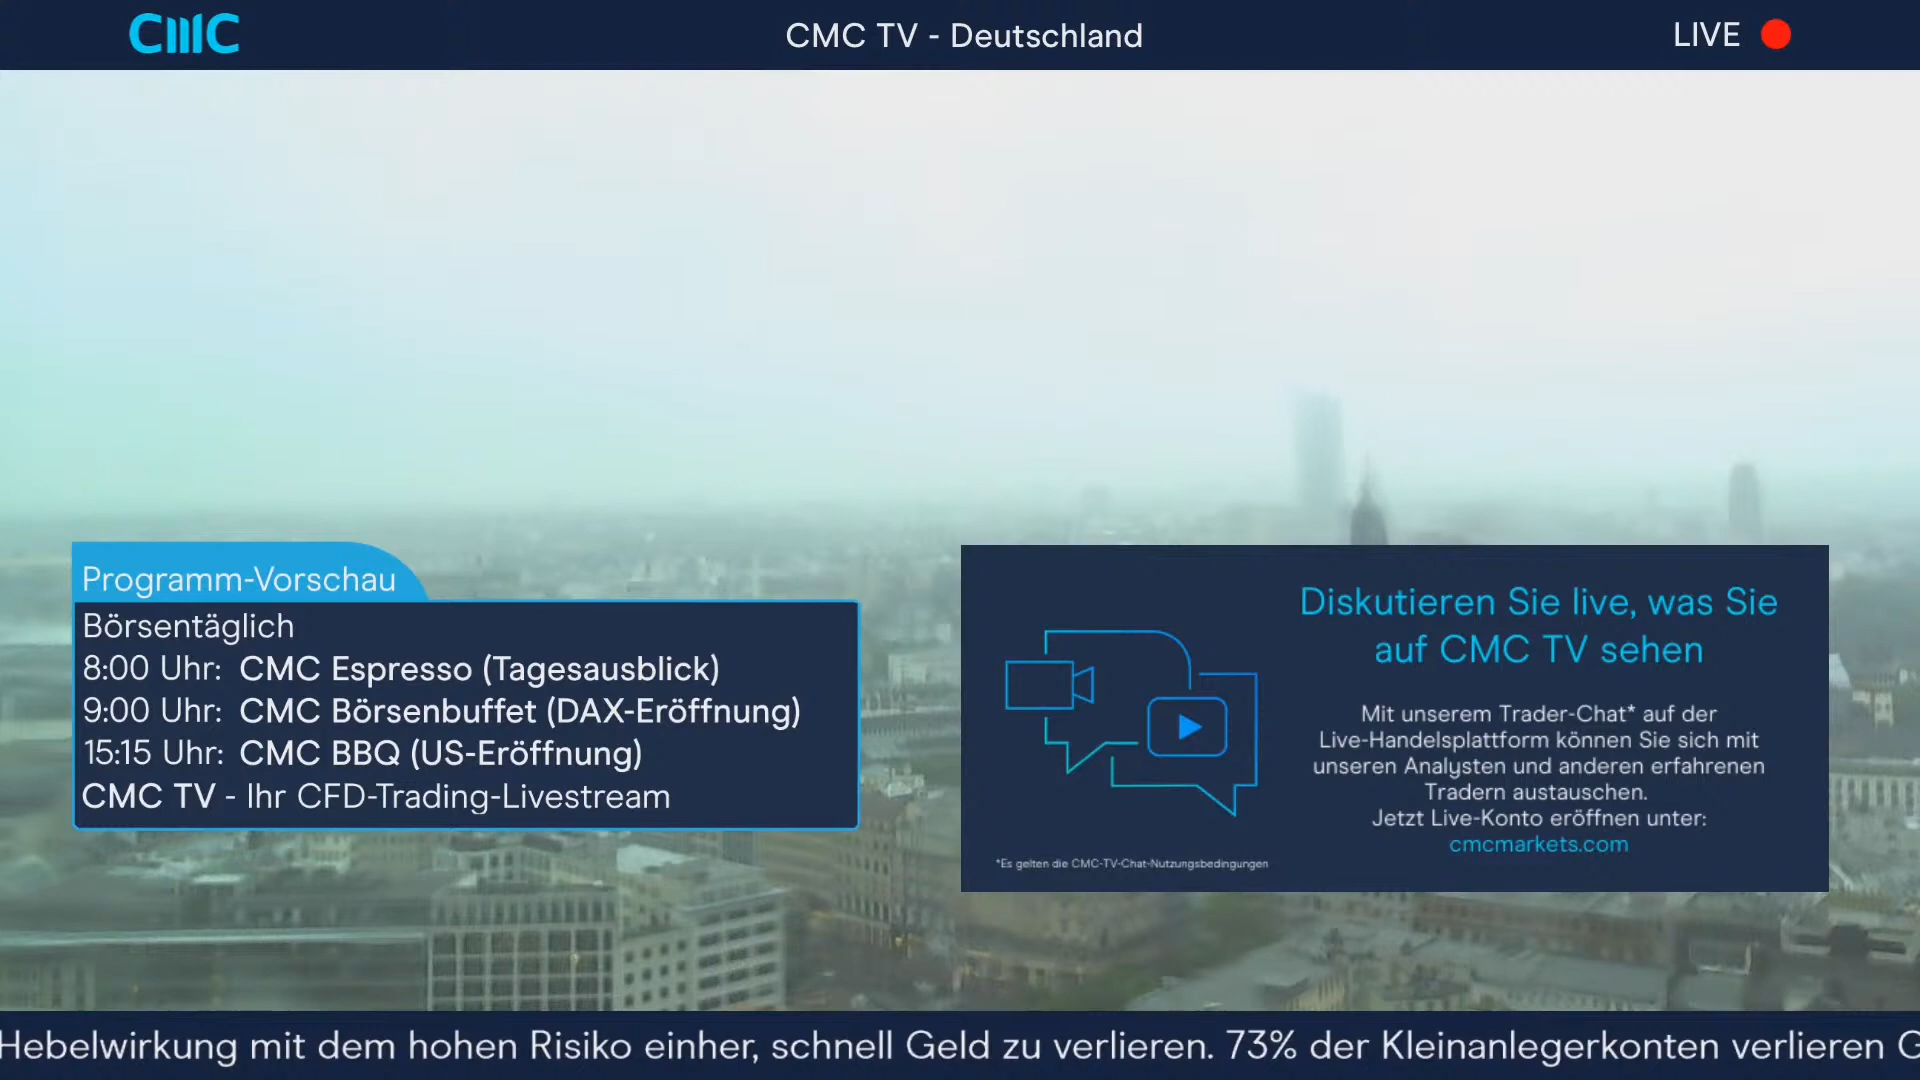 CMC
CMC TV - Deutschland
LIVE
Programm-Vorschau
Börsentäglich
8:00 Uhr: CMC Espresso (Tagesausblick)
9:00 Uhr: CMC Börsenbuffet (DAX-Eröffnung)
15:15 Uhr: CMC BBQ (US-Eröffnung)
CMC TV - Ihr CFD-Trading-Livestream
Diskutieren Sie live, was Sie
auf CMC TV sehen
Mit unserem Trader-Chat* auf der
Live-Handelsplattform können Sie sich mit
unseren Analysten und anderen erfahrenen
Tradern austauschen.
Jetzt Live-Konto eröffnen unter:
cmcmarkets.com
*Es gelten die CMC-TV-Chat-Nutzungsbedingungen
Hebelwirkung mit dem hohen Risiko einher, schnell Geld zu verlieren. 73% der Kleinanlegerkonten verlieren